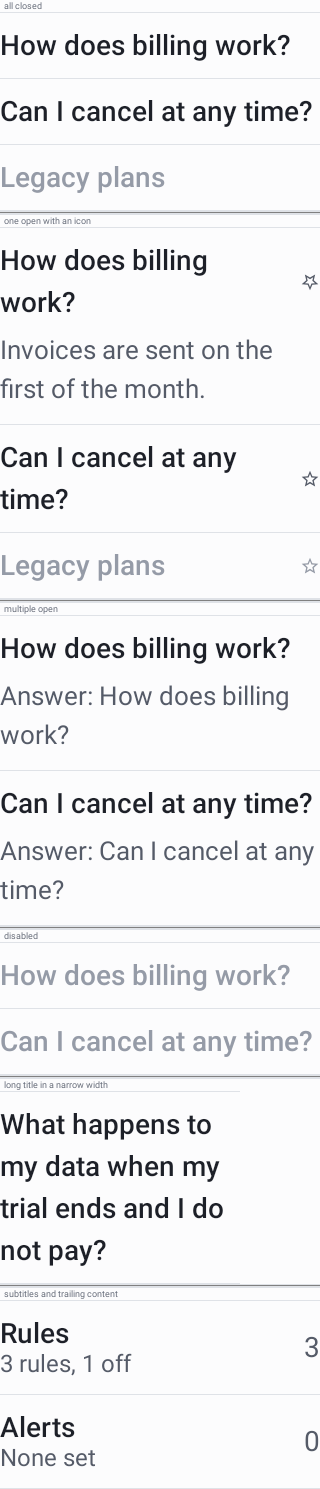 all closed
How does billing work?
Can I cancel at any time?
Legacy plans
one open with an icon
How does billing
work?
Invoices are sent on the
first of the month.
Can I cancel at any
time?
Legacy plans
multiple open
How does billing work?
Answer: How does billing
work?
Can I cancel at any time?
Answer: Can I cancel at any
time?
disabled
How does billing work?
Can I cancel at any time?
long title in a narrow width
What happens to
my data when my
trial ends and I do
not pay?
subtitles and trailing content
Rules
3 rules, 1 off
3
Alerts
None set
0